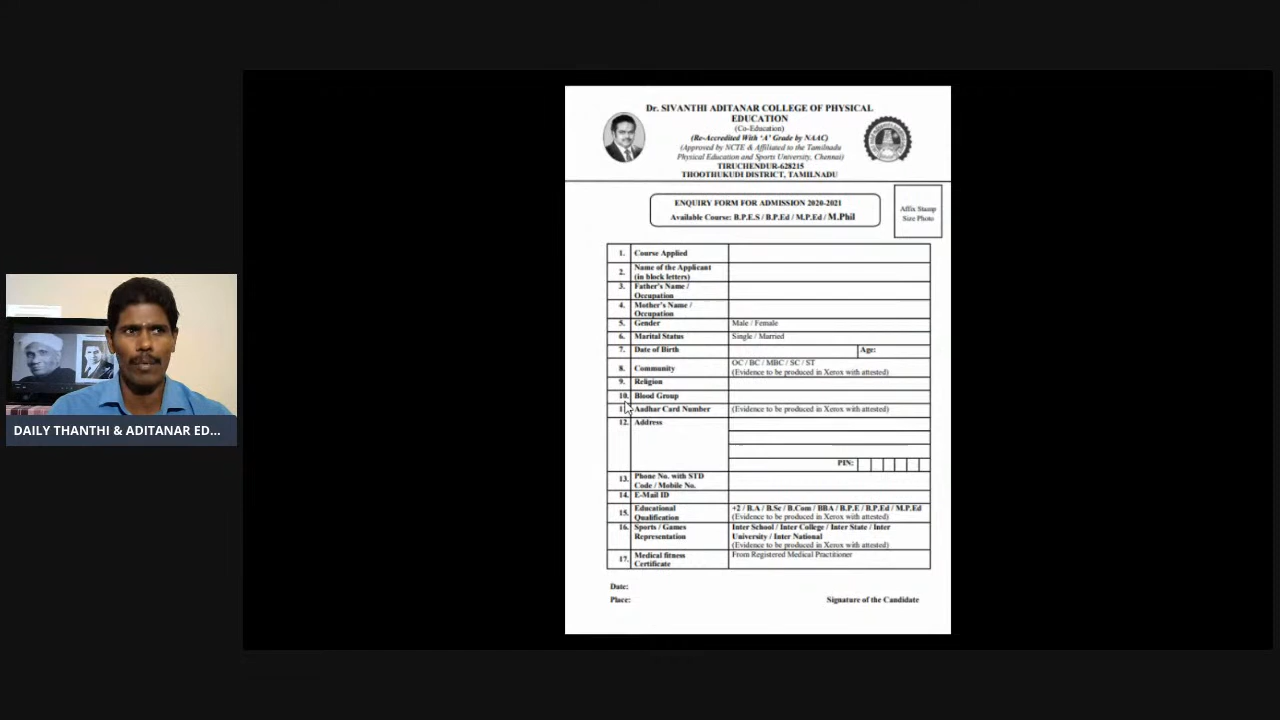 Dr. SIVANTHI ADITANAR COLLEGE OF PHYSICAL
EDUCATION
(Co-Education)
(Re-Accredited With 'A' Grade by NAAC)
(Approved by NCTE & Affiliated to the Tamilnadu
Physical Education and Sports University, Chennai)
TIRUCHENDUR-628215
THOOTHUKUDI DISTRICT, TAMILNADU
ENQUIRY FORM FOR ADMISSION 2020-2021
Available Course: B.P.E.S / B.P.Ed / M.P.Ed / M.Phil
Affix Stamp
Size Photo
1. Course Applied
2. Name of the Applicant
(in block letters)
3. Father's Name /
Occupation
4. Mother's Name /
Occupation
5. Gender Male / Female
6. Marital Status Single / Married
7. Date of Birth Age:
8. Community OC / BC / MBC / SC / ST
(Evidence to be produced in Xerox with attested)
9. Religion
10. Blood Group
11. Aadhar Card Number (Evidence to be produced in Xerox with attested)
12. Address
PIN:
13. Phone No. with STD
Code / Mobile No.
14. E-Mail ID
15. Educational
Qualification
+2 / B.A / B.Sc / B.Com / BBA / B.P.E / B.P.Ed / M.P.Ed
(Evidence to be produced in Xerox with attested)
16. Sports / Games
Representation
Inter School / Inter College / Inter State / Inter
University / Inter National
(Evidence to be produced in Xerox with attested)
17. Medical fitness
Certificate
From Registered Medical Practitioner
Date:
Place: Signature of the Candidate
DAILY THANTHI & ADITANAR ED...